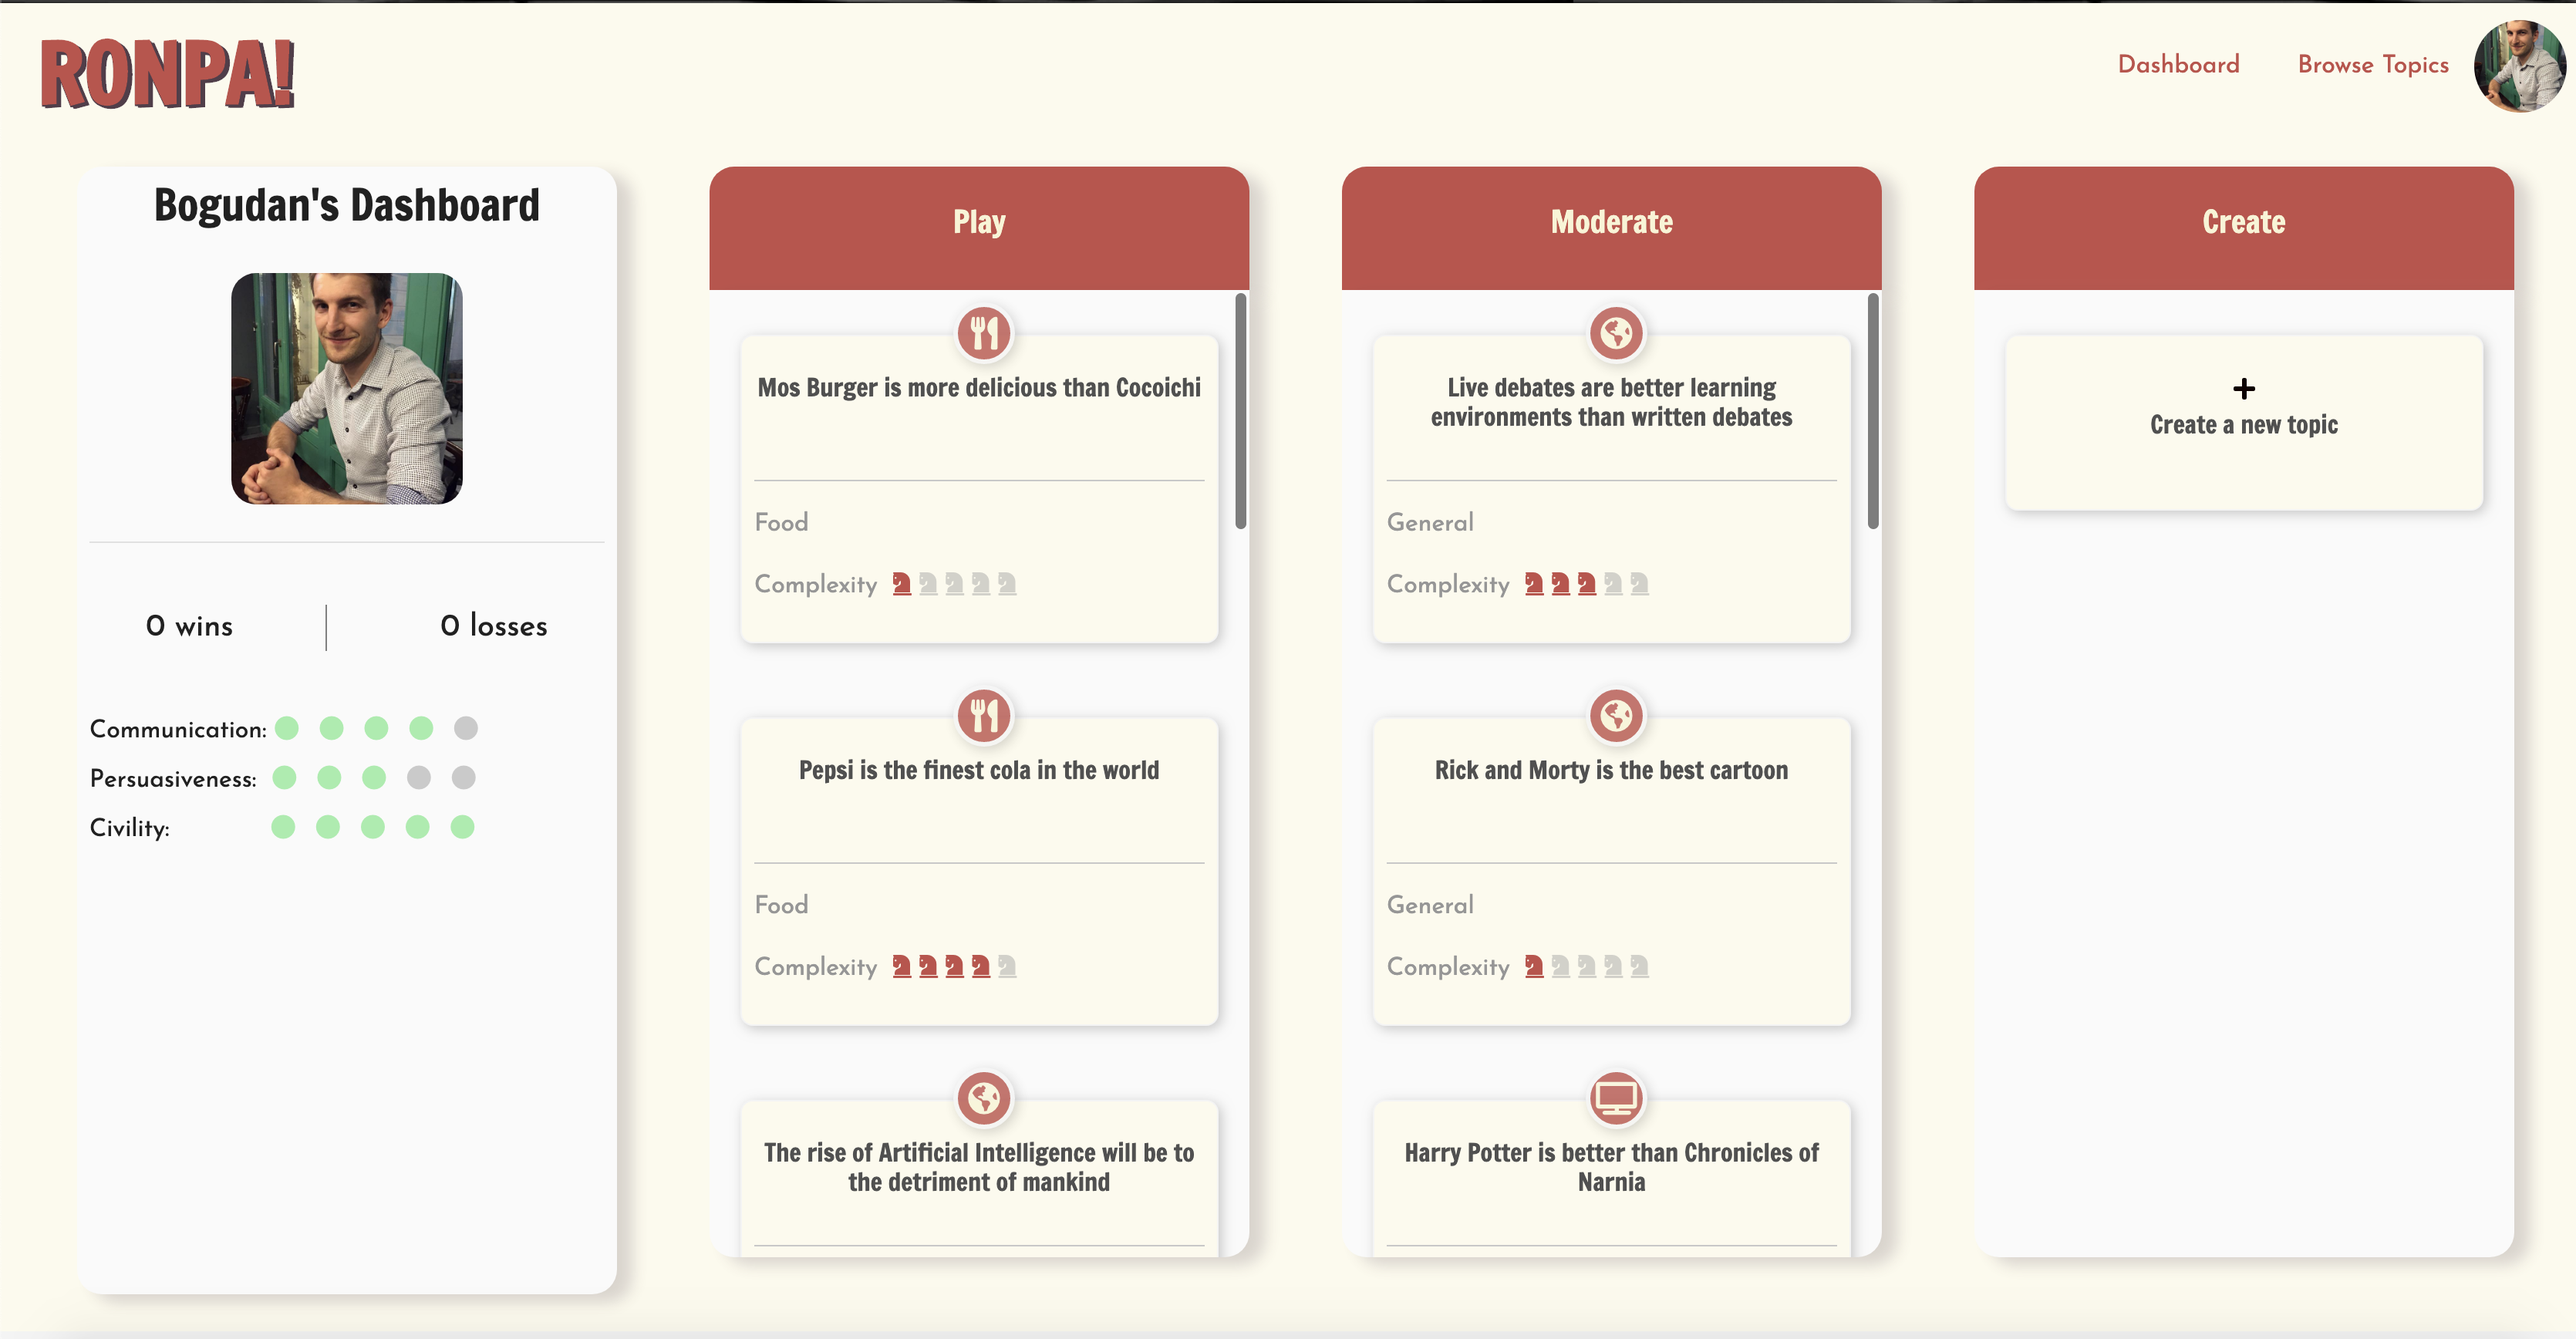 RONPA!
Dashboard
Browse Topics
Bogudan's Dashboard
0 wins
0 losses
Communication:
Persuasiveness:
Civility:
Play
Mos Burger is more delicious than Cocoichi
Food
Complexity
Pepsi is the finest cola in the world
Food
Complexity
The rise of Artificial Intelligence will be to
the detriment of mankind
Moderate
Live debates are better learning
environments than written debates
General
Complexity
Rick and Morty is the best cartoon
General
Complexity
Harry Potter is better than Chronicles of
Narnia
Create
+
Create a new topic